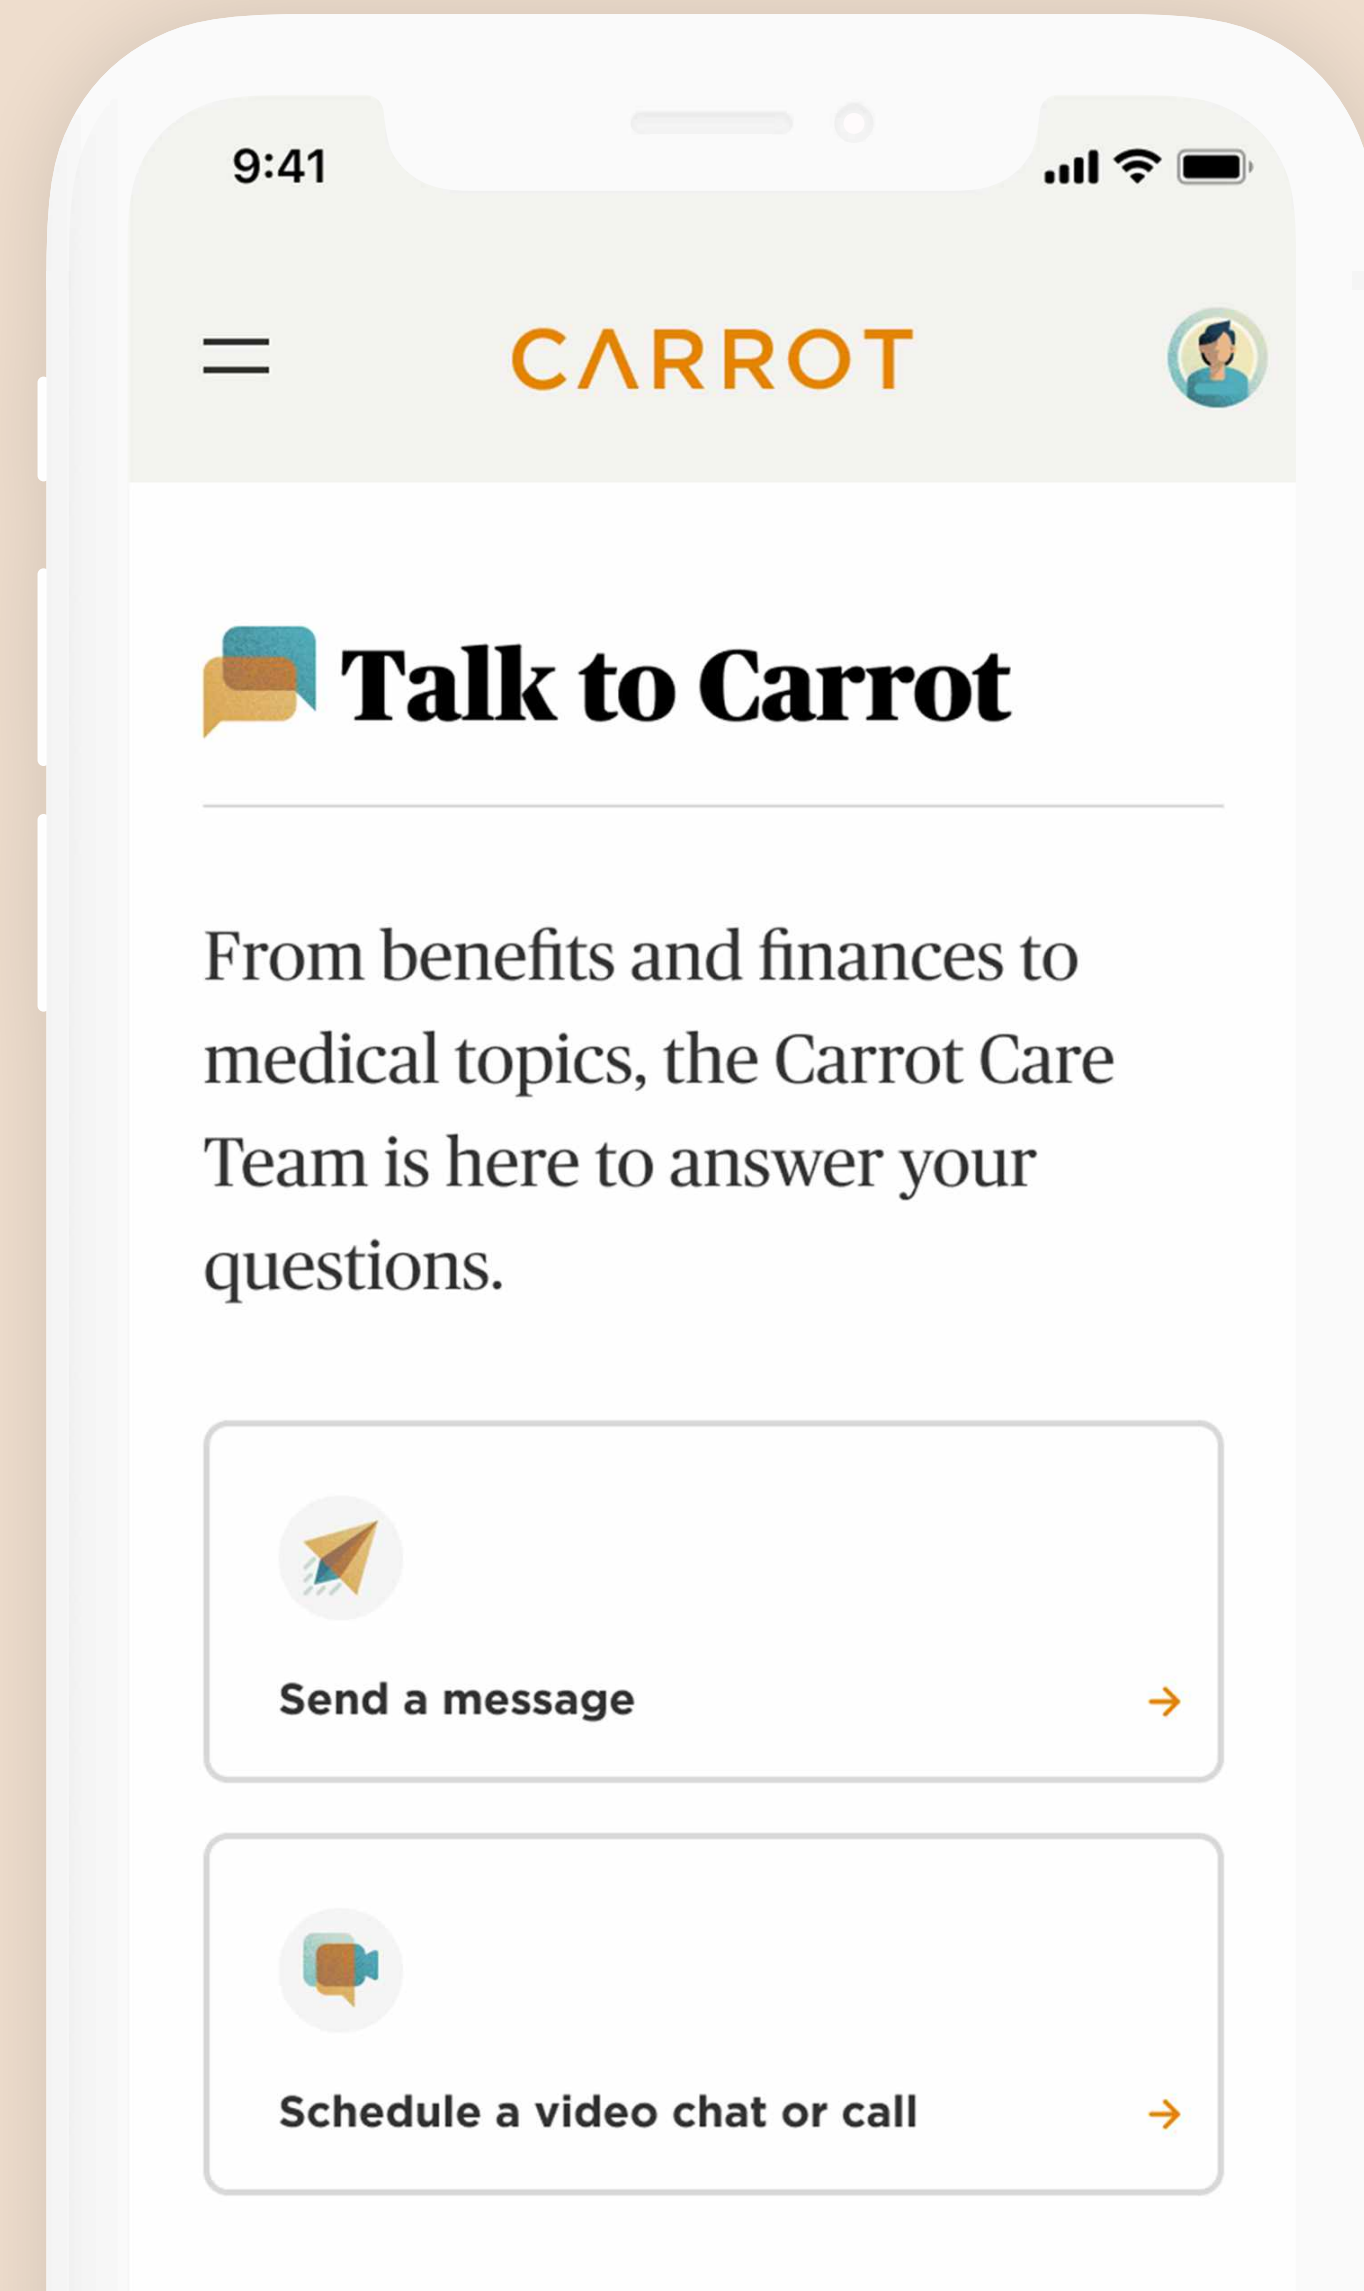 9:41
CARROT
Talk to Carrot
From benefits and finances to
medical topics, the Carrot Care
Team is here to answer your
questions.
Send a message
Schedule a video chat or call